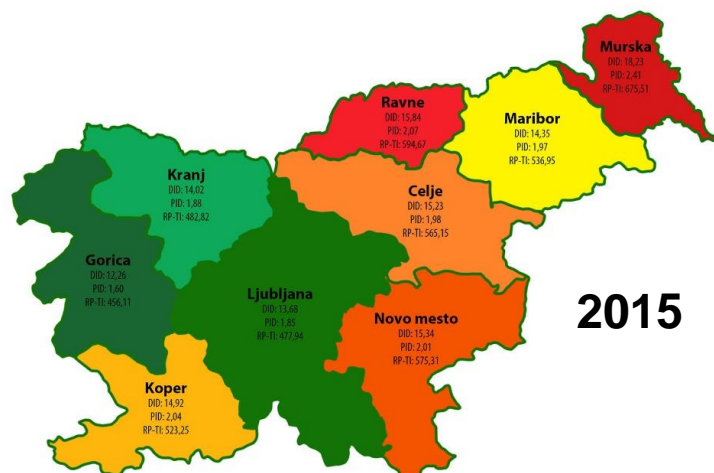 Murska
DID: 18,23
PID: 2,41
RP-TI: 675,51
Ravne
DID: 15,84
PID: 2,07
RP-TI: 594,67
Maribor
DID: 14,35
PID: 1,97
RP-TI: 536,95
Kranj
DID: 14,02
PID: 1,88
RP-TI: 482,82
Celje
DID: 15,23
PID: 1,98
RP-TI: 565,15
Gorica
DID: 12,26
PID: 1,60
RP-TI: 456,11
Ljubljana
DID: 13,68
PID: 1,85
RP-TI: 477,94
Novo mesto
DID: 15,34
PID: 2,01
RP-TI: 575,31
2015
Koper
DID: 14,92
PID: 2,04
RP-TI: 523,25